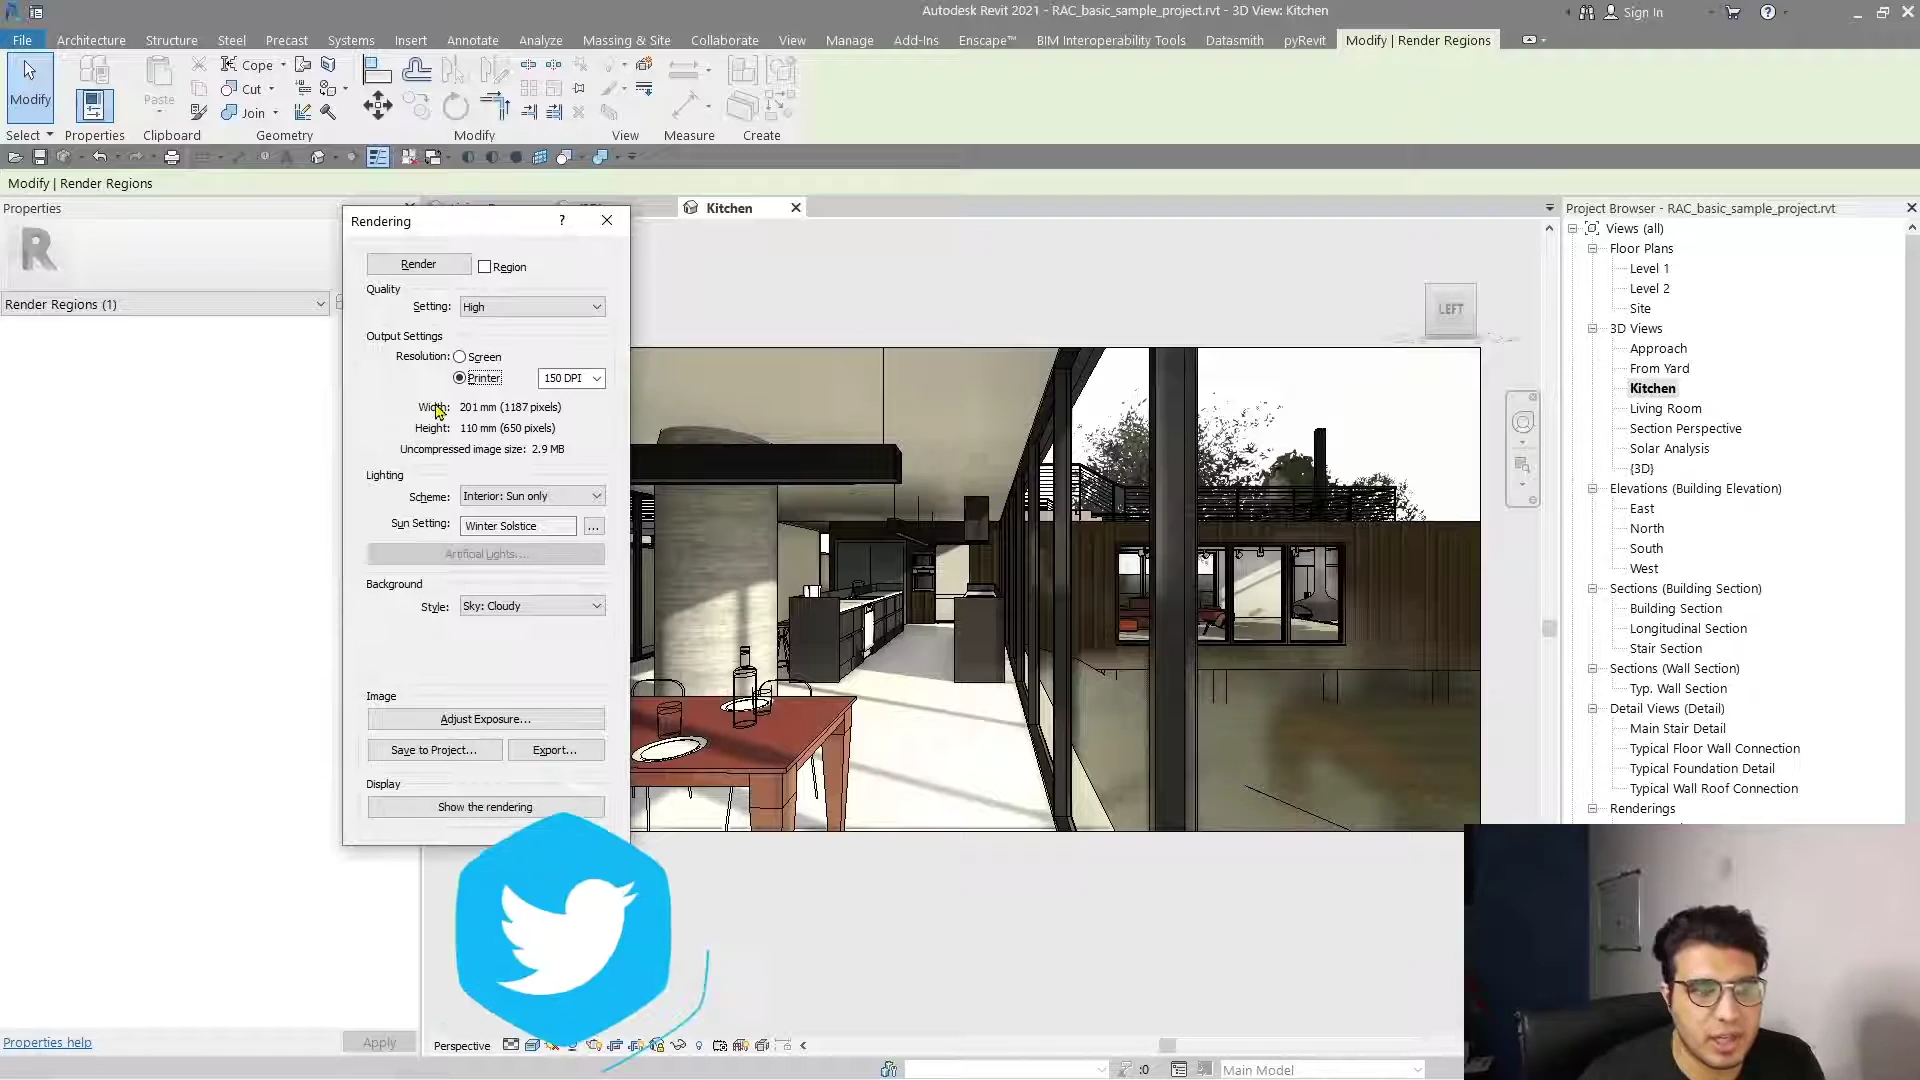 Autodesk Revit 2021 - RAC_basic_sample_project.rvt - 3D View: Kitchen
Sign In
File Architecture Structure Steel Precast Systems Insert Annotate Analyze Massing & Site Collaborate View Manage Add-Ins Enscape™ BIM Interoperability Tools Datasmith pyRevit Modify | Render Regions
Cope
Cut
Join
Modify
Paste
Select Properties Clipboard Geometry Modify View Measure Create
Modify | Render Regions
Properties
Render Regions (1)
Properties help
Apply
Rendering
Render
Region
Quality
Setting: High
Output Settings
Resolution: Screen
Printer 150 DPI
Width: 201 mm (1187 pixels)
Height: 110 mm (650 pixels)
Uncompressed image size: 2.9 MB
Lighting
Scheme: Interior: Sun only
Sun Setting: Winter Solstice ...
Artificial Lights...
Background
Style: Sky: Cloudy
Image
Adjust Exposure...
Save to Project... Export...
Display
Show the rendering
Kitchen
LEFT
Perspective
:0
Main Model
Project Browser - RAC_basic_sample_project.rvt
Views (all)
Floor Plans
Level 1
Level 2
Site
3D Views
Approach
From Yard
Kitchen
Living Room
Section Perspective
Solar Analysis
{3D}
Elevations (Building Elevation)
East
North
South
West
Sections (Building Section)
Building Section
Longitudinal Section
Stair Section
Sections (Wall Section)
Typ. Wall Section
Detail Views (Detail)
Main Stair Detail
Typical Floor Wall Connection
Typical Foundation Detail
Typical Wall Roof Connection
Renderings